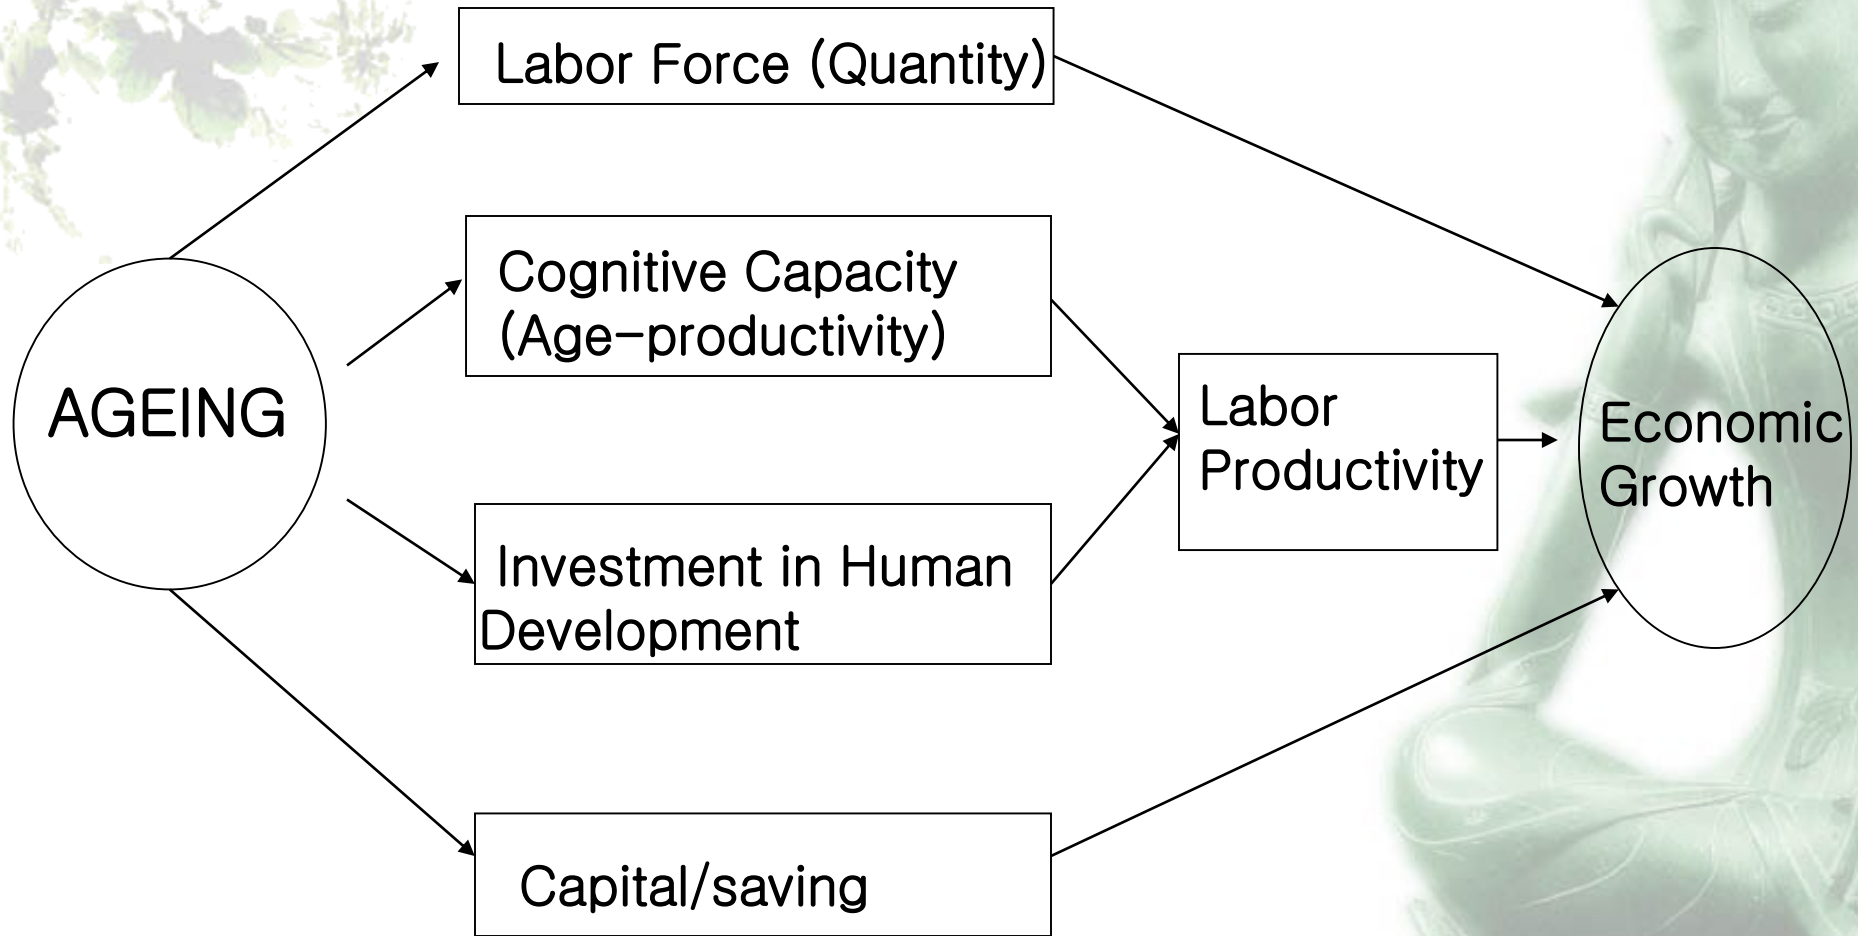 Labor Force (Quantity)
Cognitive Capacity
(Age-productivity)
AGEING
Labor
Productivity
Economic
Growth
Investment in Human
Development
Capital/saving